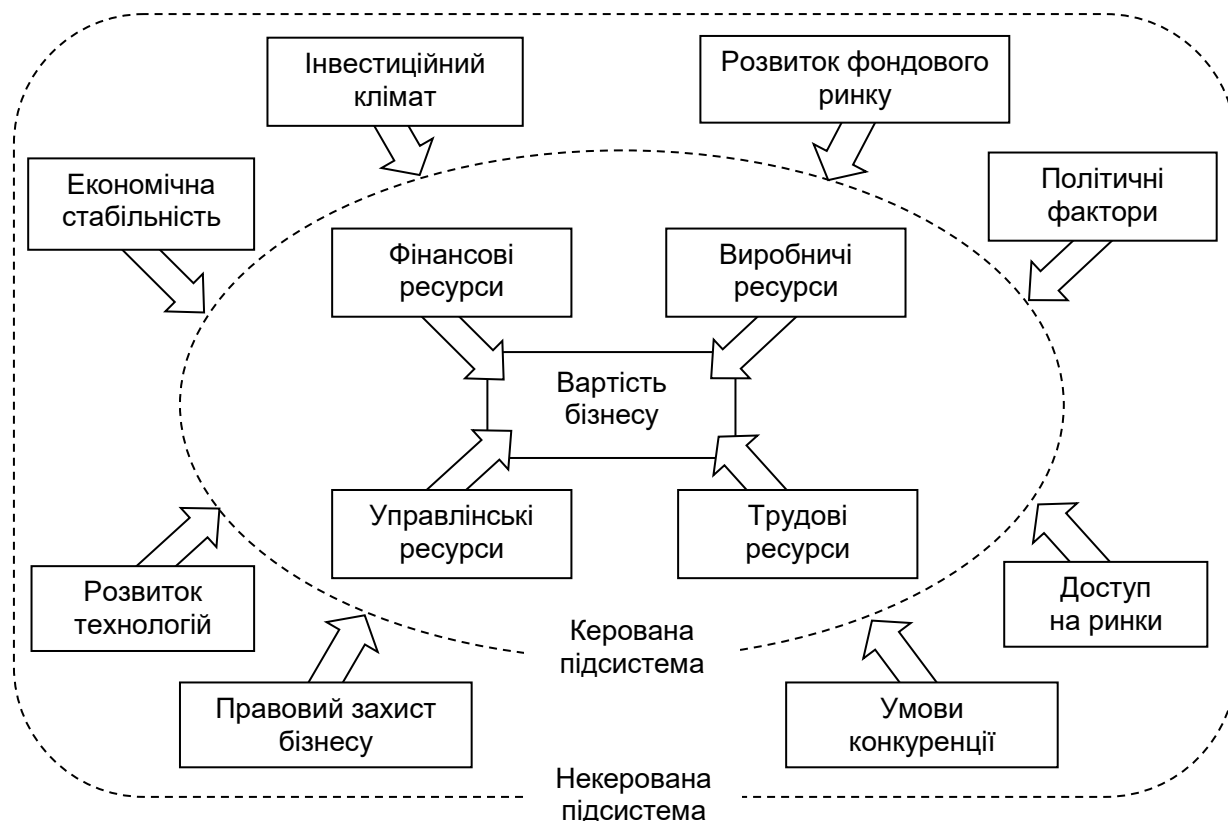 Інвестиційний
клімат
Розвиток фондового
ринку
Економічна
стабільність
Політичні
фактори
Фінансові
ресурси
Виробничі
ресурси
Вартість
бізнесу
Управлінські
ресурси
Трудові
ресурси
Розвиток
технологій
Доступ
на ринки
Керована
підсистема
Правовий захист
бізнесу
Умови
конкуренції
Некерована
підсистема